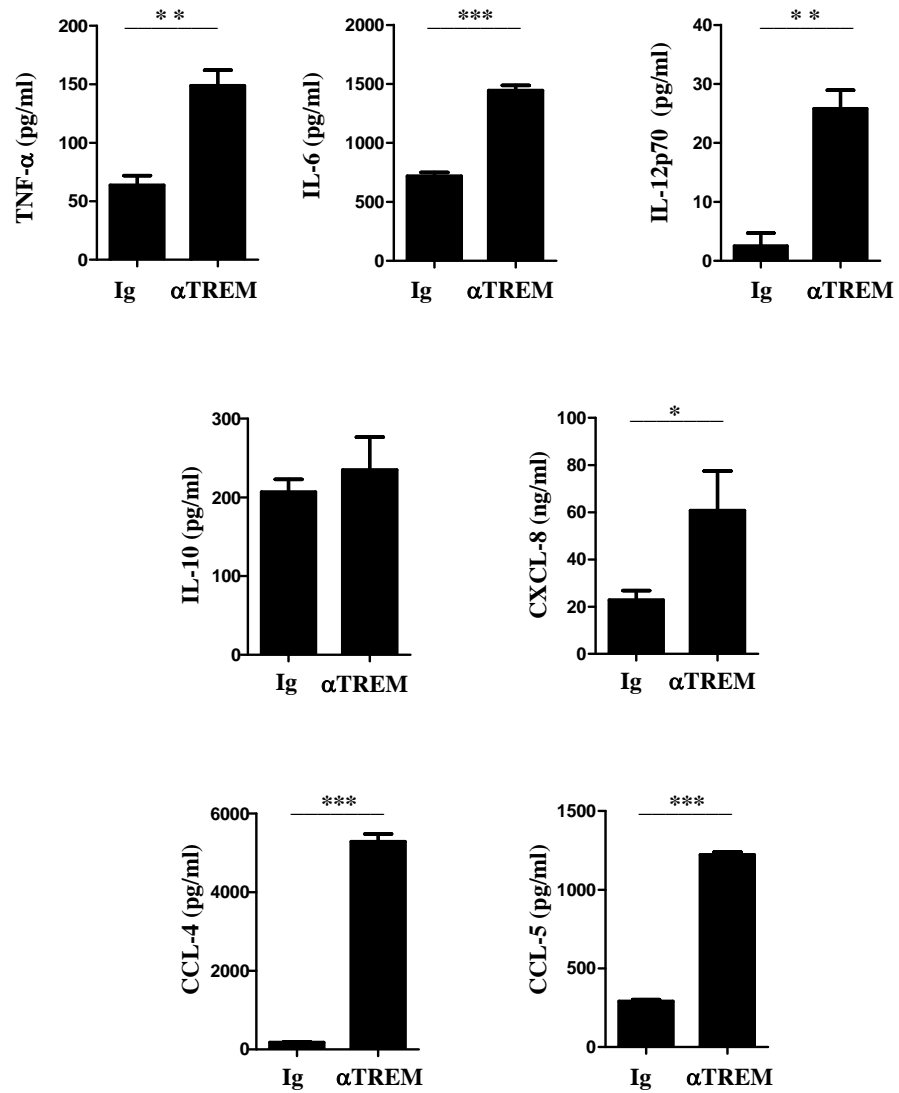 * *
TNF-α (pg/ml)
200
150
100
50
0
Ig αTREM
***
IL-6 (pg/ml)
2000
1500
1000
500
0
Ig αTREM
* *
IL-12p70 (pg/ml)
40
30
20
10
0
Ig αTREM
IL-10 (pg/ml)
300
200
100
0
Ig αTREM
*
CXCL-8 (ng/ml)
100
80
60
40
20
0
Ig αTREM
***
CCL-4 (pg/ml)
6000
4000
2000
0
Ig αTREM
***
CCL-5 (pg/ml)
1500
1000
500
0
Ig αTREM